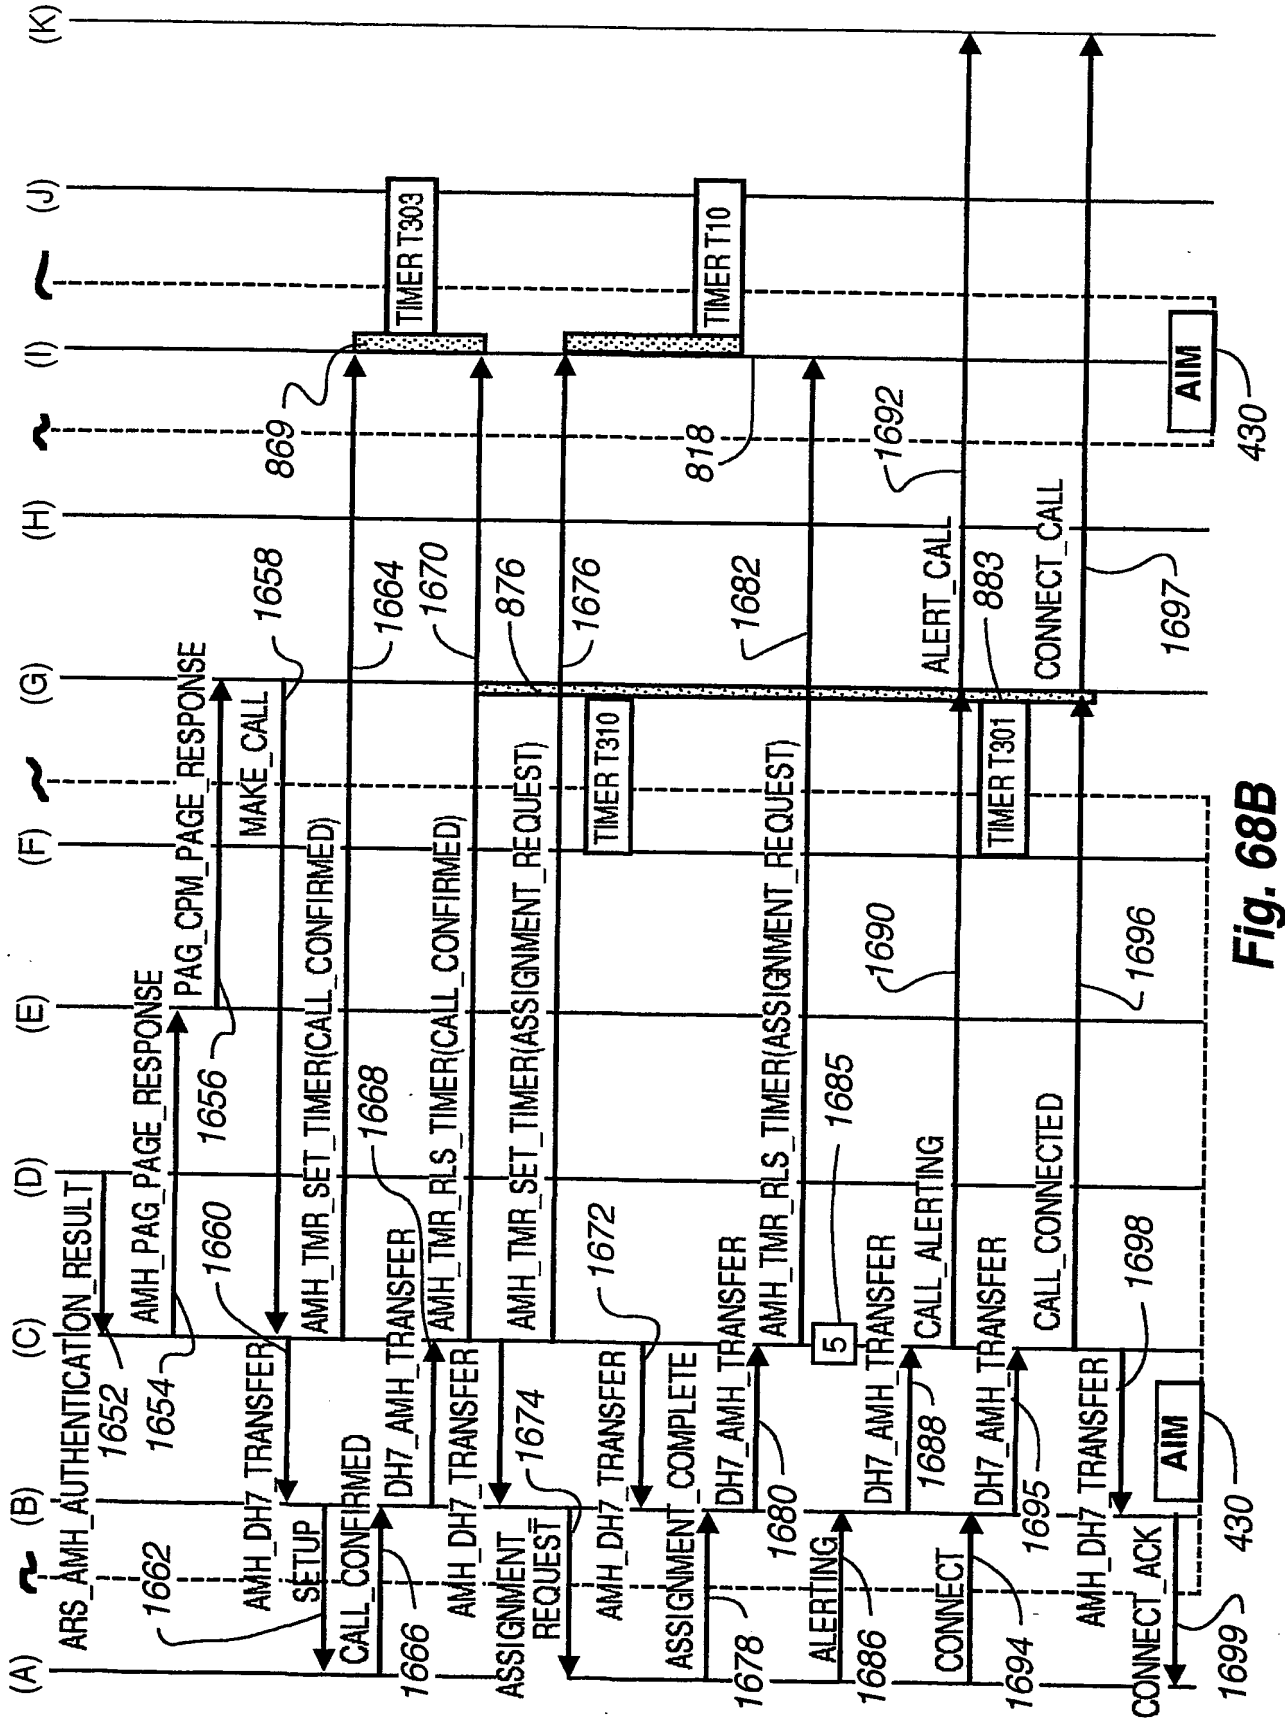 (A)
(B)
(C)
(D)
(E)
(F)
(G)
(H)
(I)
(J)
(K)
ARS_AMH_AUTHENTICATION_RESULT
1652
AMH_PAG_PAGE_RESPONSE
1654
PAG_CPM_PAGE_RESPONSE
1656
MAKE_CALL
1658
AMH_DH7_TRANSFER
1660
SETUP
1662
AMH_TMR_SET_TIMER(CALL_CONFIRMED)
1664
869
TIMER T303
CALL_CONFIRMED
1666
DH7_AMH_TRANSFER
1668
AMH_TMR_RLS_TIMER(CALL_CONFIRMED)
1670
876
TIMER T310
AMH_DH7_TRANSFER
1672
ASSIGNMENT_
REQUEST
1674
AMH_TMR_SET_TIMER(ASSIGNMENT_REQUEST)
1676
TIMER T10
818
AMH_DH7_TRANSFER
ASSIGNMENT_COMPLETE
1678
DH7_AMH_TRANSFER
1680
AMH_TMR_RLS_TIMER(ASSIGNMENT_REQUEST)
1682
5
1685
ALERTING
1686
DH7_AMH_TRANSFER
1688
CALL_ALERTING
1690
ALERT_CALL
1692
TIMER T301
883
CONNECT
1694
DH7_AMH_TRANSFER
1695
CALL_CONNECTED
1696
CONNECT_CALL
1697
AMH_DH7_TRANSFER
1698
CONNECT_ACK
1699
AIM
430
AIM
430
Fig. 68B